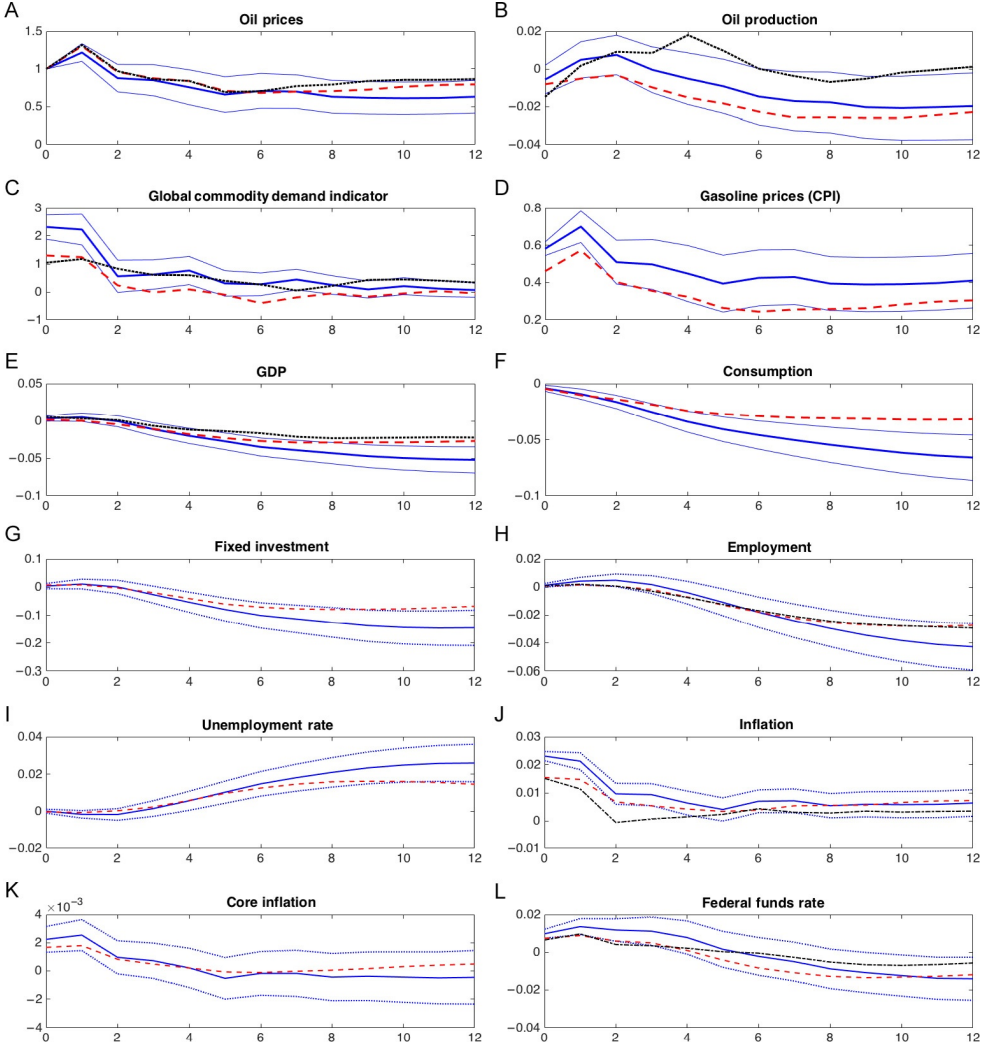 A
Oil prices
1.5
1
0.5
0
0 2 4 6 8 10 12
B
Oil production
0.02
0
−0.02
−0.04
0 2 4 6 8 10 12
C
Global commodity demand indicator
3
2
1
0
−1
0 2 4 6 8 10 12
D
Gasoline prices (CPI)
0.8
0.6
0.4
0.2
0 2 4 6 8 10 12
E
GDP
0.05
0
−0.05
−0.1
0 2 4 6 8 10 12
F
Consumption
0
−0.05
−0.1
0 2 4 6 8 10 12
G
Fixed investment
0.1
0
−0.1
−0.2
−0.3
0 2 4 6 8 10 12
H
Employment
0.02
0
−0.02
−0.04
−0.06
0 2 4 6 8 10 12
I
Unemployment rate
0.04
0.02
0
−0.02
0 2 4 6 8 10 12
J
Inflation
0.03
0.02
0.01
0
−0.01
0 2 4 6 8 10 12
K
×10⁻³
Core inflation
4
2
0
−2
−4
0 2 4 6 8 10 12
L
Federal funds rate
0.02
0
−0.02
−0.04
0 2 4 6 8 10 12